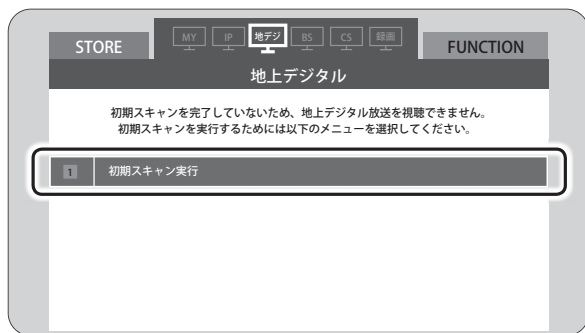 STORE
MY
IP
地デジ
BS
CS
録画
FUNCTION
地上デジタル
初期スキャンを完了していないため、地上デジタル放送を視聴できません。
初期スキャンを実行するためには以下のメニューを選択してください。
1 初期スキャン実行